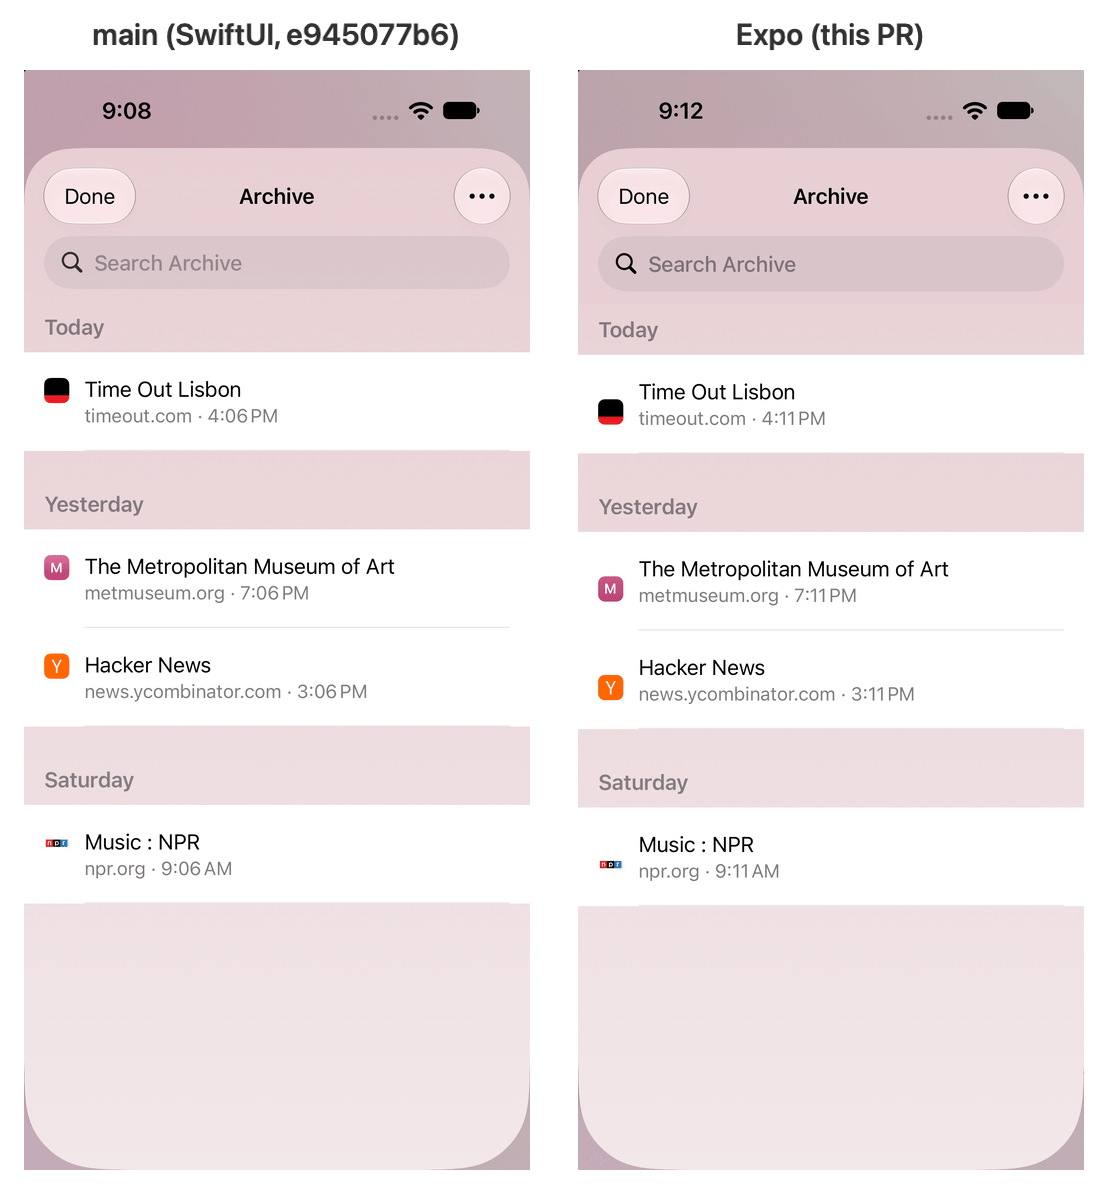 main (SwiftUI, e945077b6)
9:08
Done
Archive
Search Archive
Today
Time Out Lisbon
timeout.com · 4:06 PM
Yesterday
M
The Metropolitan Museum of Art
metmuseum.org · 7:06 PM
Y
Hacker News
news.ycombinator.com · 3:06 PM
Saturday
npr
Music : NPR
npr.org · 9:06 AM
Expo (this PR)
9:12
Done
Archive
Search Archive
Today
Time Out Lisbon
timeout.com · 4:11 PM
Yesterday
The Metropolitan Museum of Art
M
metmuseum.org · 7:11 PM
Hacker News
Y
news.ycombinator.com · 3:11 PM
Saturday
Music : NPR
npr
npr.org · 9:11 AM